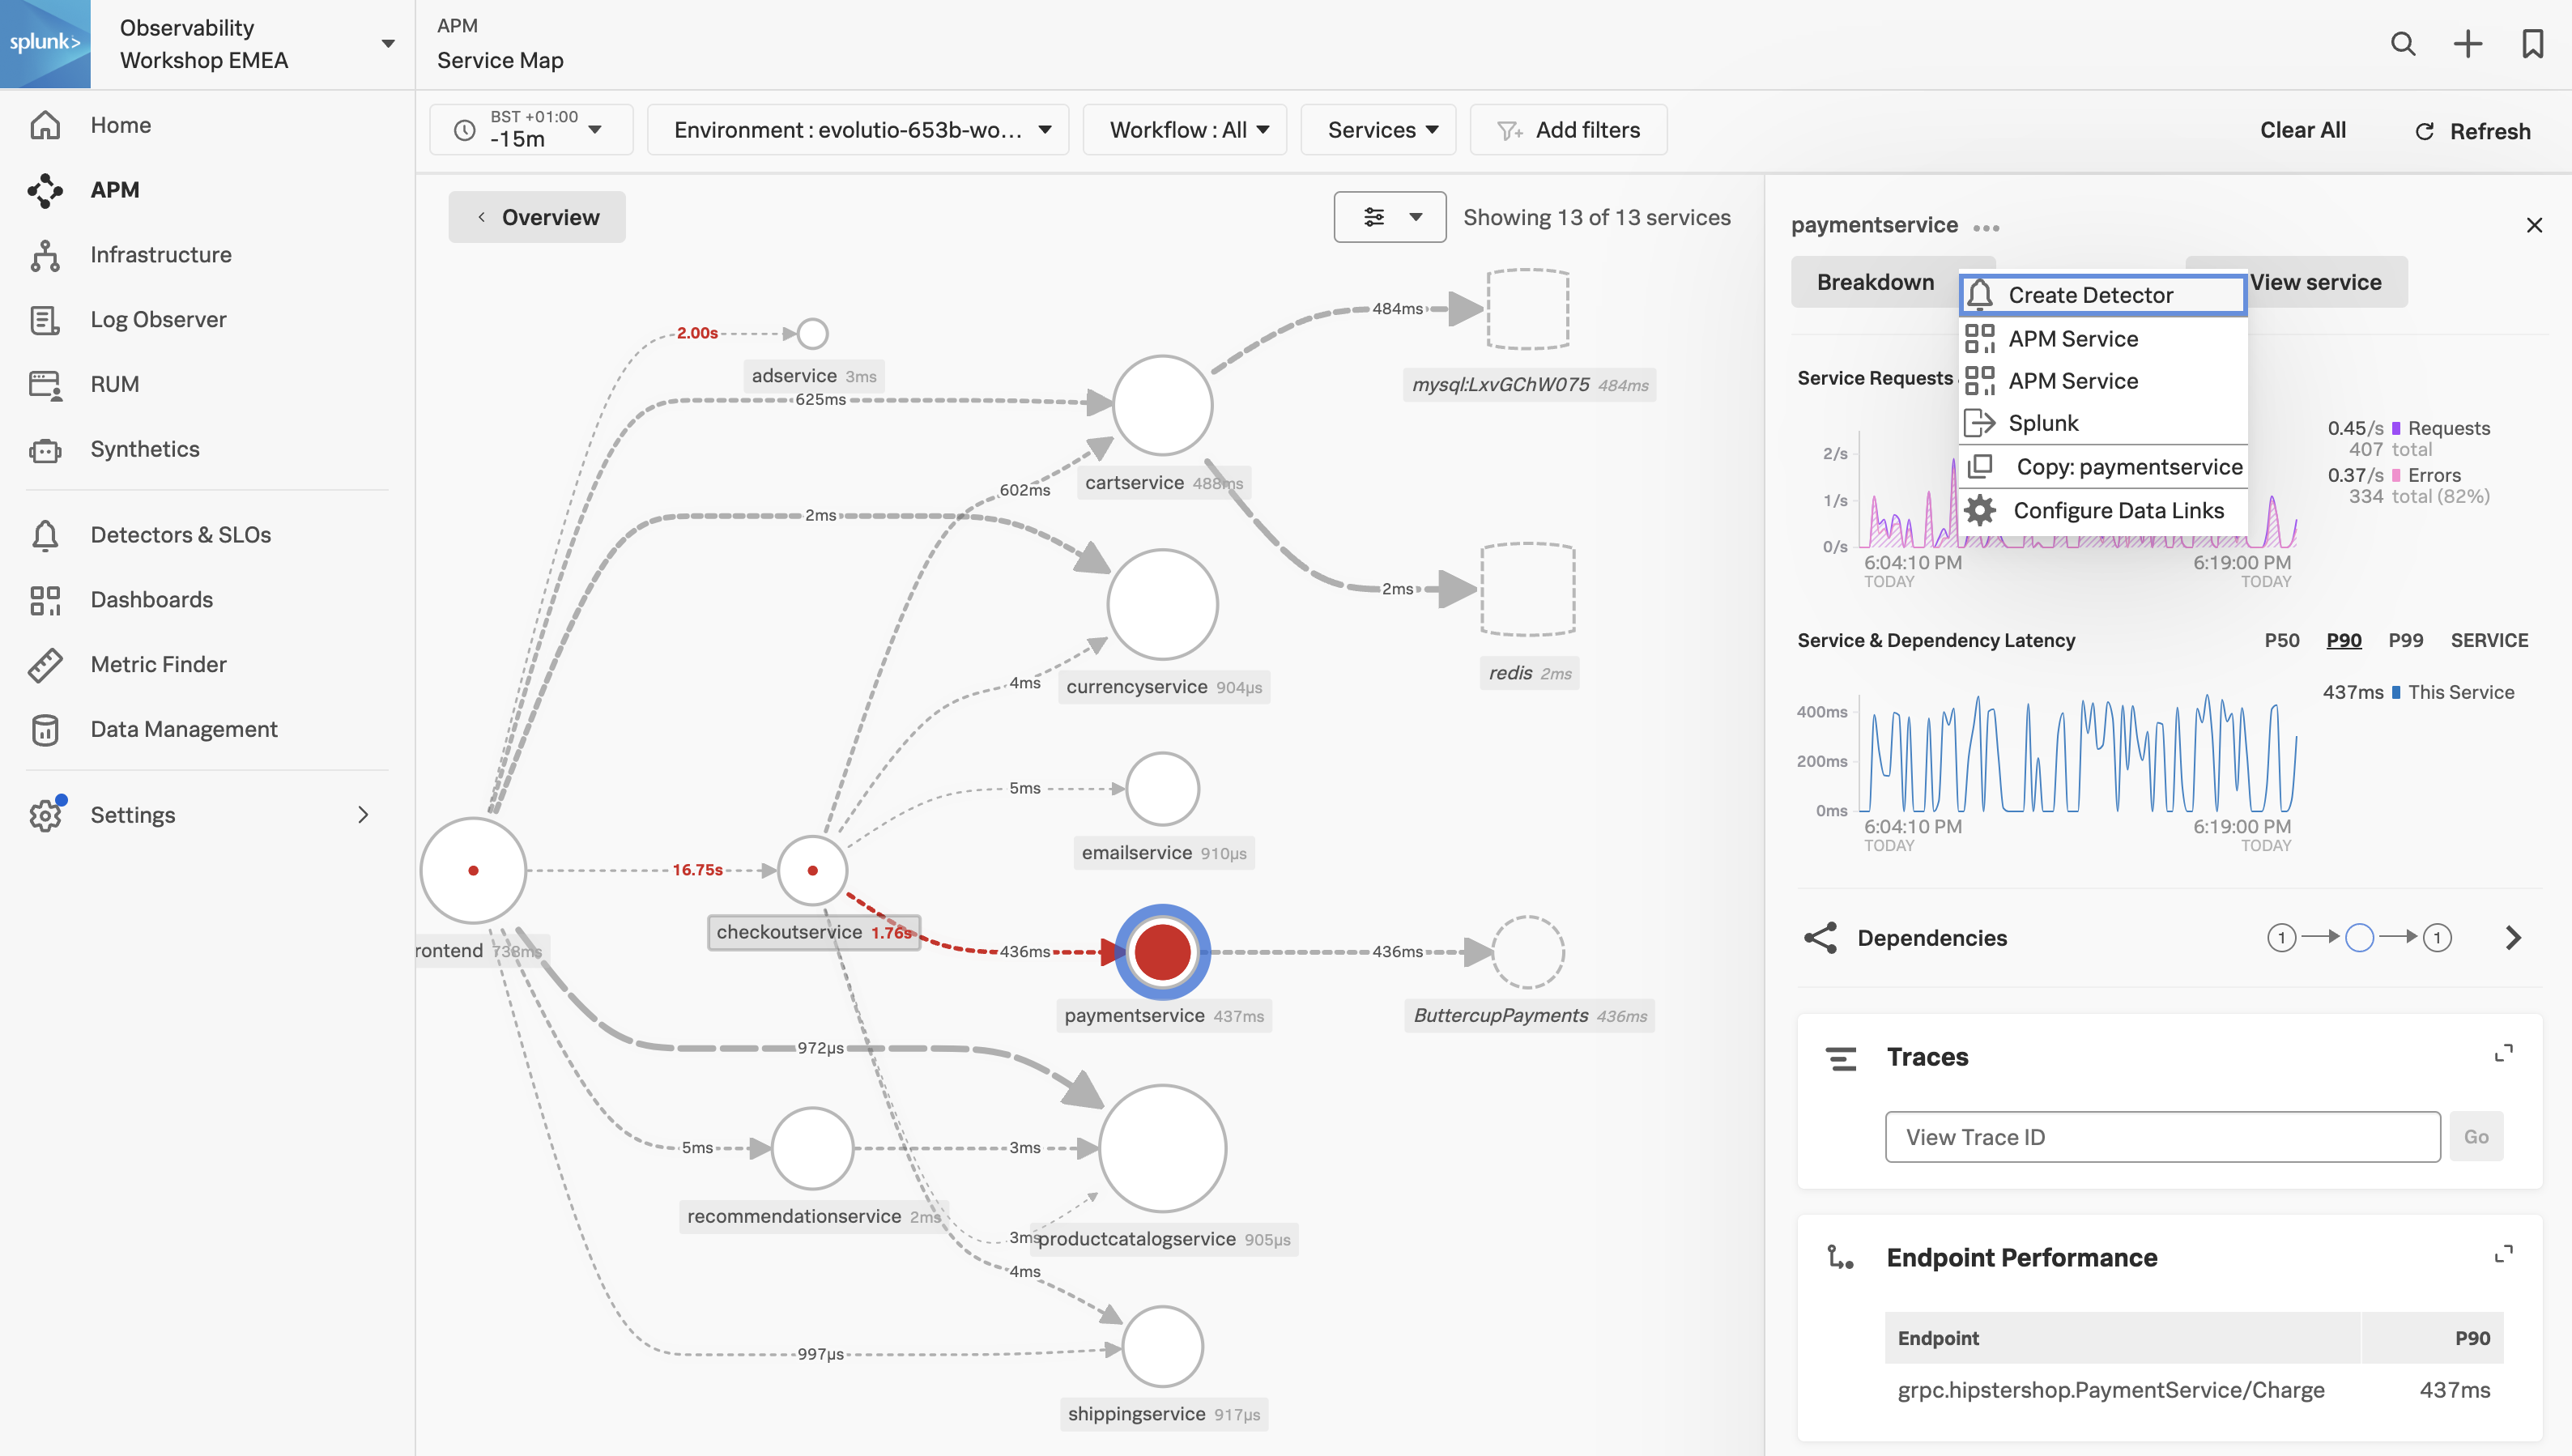 splunk>
Observability
Workshop EMEA
APM
Service Map
Home
APM
Infrastructure
Log Observer
RUM
Synthetics
Detectors & SLOs
Dashboards
Metric Finder
Data Management
Settings
BST +01:00
-15m
Environment : evolutio-653b-wo...
Workflow : All
Services
Add filters
Clear All
Refresh
Overview
Showing 13 of 13 services
2.00s
adservice 3ms
625ms
484ms
mysql:LxvGChW075 484ms
602ms
cartservice 488ms
2ms
2ms
redis 2ms
4ms
currencyservice 904µs
5ms
emailservice 910µs
16.75s
rontend 738ms
checkoutservice 1.76s
436ms
436ms
paymentservice 437ms
ButtercupPayments 436ms
972µs
5ms
3ms
recommendationservice 2ms
3ms
productcatalogservice 905µs
4ms
997µs
shippingservice 917µs
paymentservice
Breakdown
View service
Create Detector
APM Service
APM Service
Splunk
Copy: paymentservice
Configure Data Links
Service Requests
0.45/s Requests
407 total
0.37/s Errors
334 total (82%)
2/s
1/s
0/s
6:04:10 PM
TODAY
6:19:00 PM
TODAY
Service & Dependency Latency
P50 P90 P99 SERVICE
437ms This Service
400ms
200ms
0ms
6:04:10 PM
TODAY
6:19:00 PM
TODAY
Dependencies
1
1
Traces
View Trace ID
Go
Endpoint Performance
Endpoint P90
grpc.hipstershop.PaymentService/Charge 437ms